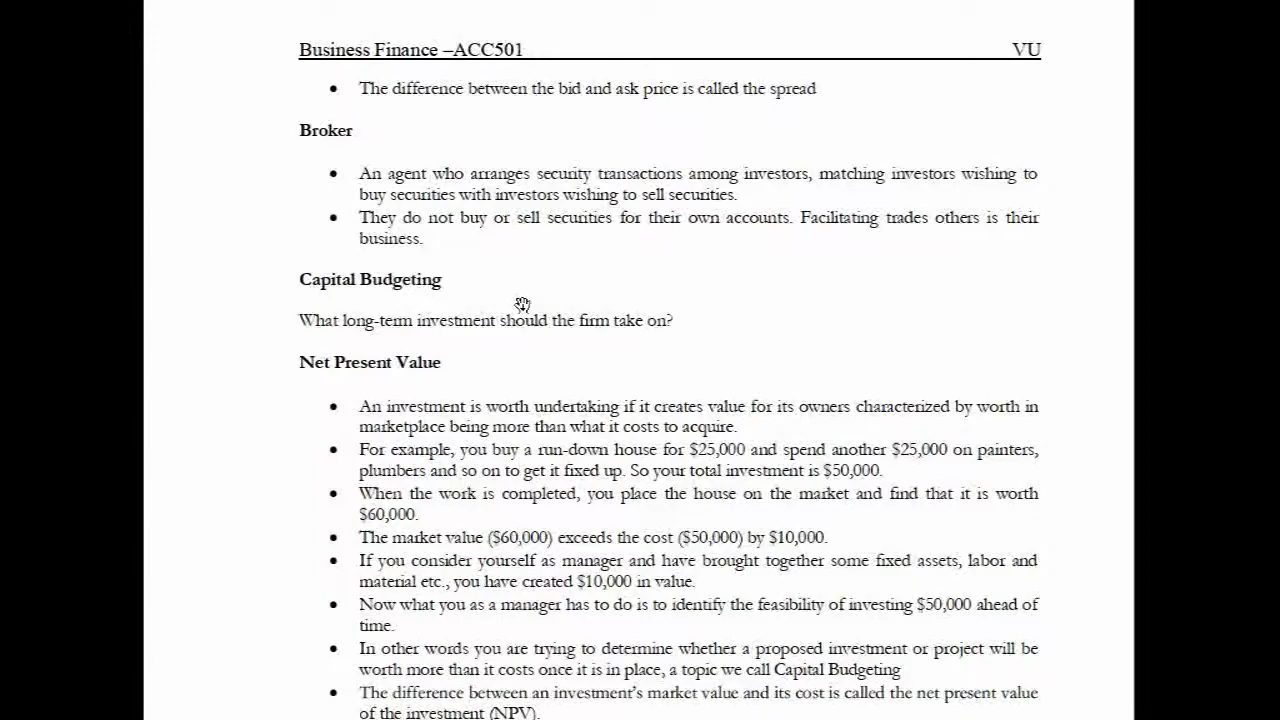 Business Finance –ACC501 VU
• The difference between the bid and ask price is called the spread
Broker
• An agent who arranges security transactions among investors, matching investors wishing to
buy securities with investors wishing to sell securities.
• They do not buy or sell securities for their own accounts. Facilitating trades others is their
business.
Capital Budgeting
What long-term investment should the firm take on?
Net Present Value
• An investment is worth undertaking if it creates value for its owners characterized by worth in
marketplace being more than what it costs to acquire.
• For example, you buy a run-down house for $25,000 and spend another $25,000 on painters,
plumbers and so on to get it fixed up. So your total investment is $50,000.
• When the work is completed, you place the house on the market and find that it is worth
$60,000.
• The market value ($60,000) exceeds the cost ($50,000) by $10,000.
• If you consider yourself as manager and have brought together some fixed assets, labor and
material etc., you have created $10,000 in value.
• Now what you as a manager has to do is to identify the feasibility of investing $50,000 ahead of
time.
• In other words you are trying to determine whether a proposed investment or project will be
worth more than it costs once it is in place, a topic we call Capital Budgeting
• The difference between an investment's market value and its cost is called the net present value
of the investment (NPV).